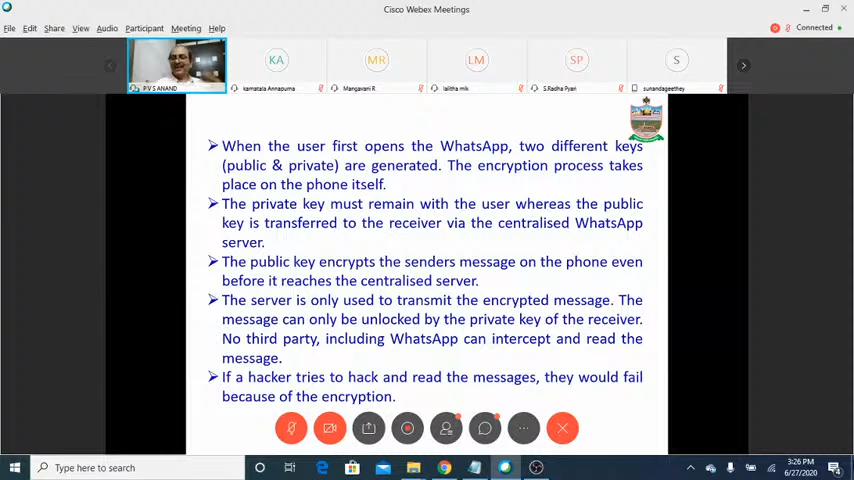 Cisco Webex Meetings
File Edit Share View Audio Participant Meeting Help
Connected
KA MR LM SP S
P V S ANAND kamatala Annapurna Mangavani R lalitha mlk S.Radha Pyari sunandageethey
When the user first opens the WhatsApp, two different keys
(public & private) are generated. The encryption process takes
place on the phone itself.
The private key must remain with the user whereas the public
key is transferred to the receiver via the centralised WhatsApp
server.
The public key encrypts the senders message on the phone even
before it reaches the centralised server.
The server is only used to transmit the encrypted message. The
message can only be unlocked by the private key of the receiver.
No third party, including WhatsApp can intercept and read the
message.
If a hacker tries to hack and read the messages, they would fail
because of the encryption.
Type here to search
3:26 PM
6/27/2020
4